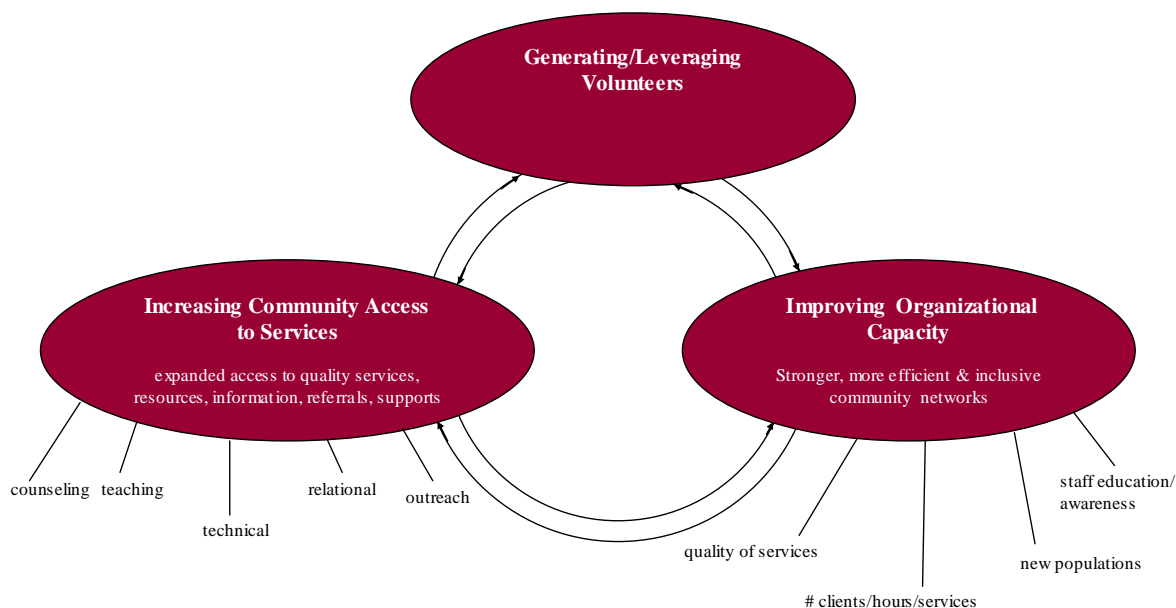 Generating/Leveraging
Volunteers
Increasing Community Access
to Services
expanded access to quality services,
resources, information, referrals, supports
Improving Organizational
Capacity
Stronger, more efficient & inclusive
community networks
counseling
teaching
technical
relational
outreach
quality of services
# clients/hours/services
new populations
staff education/
awareness